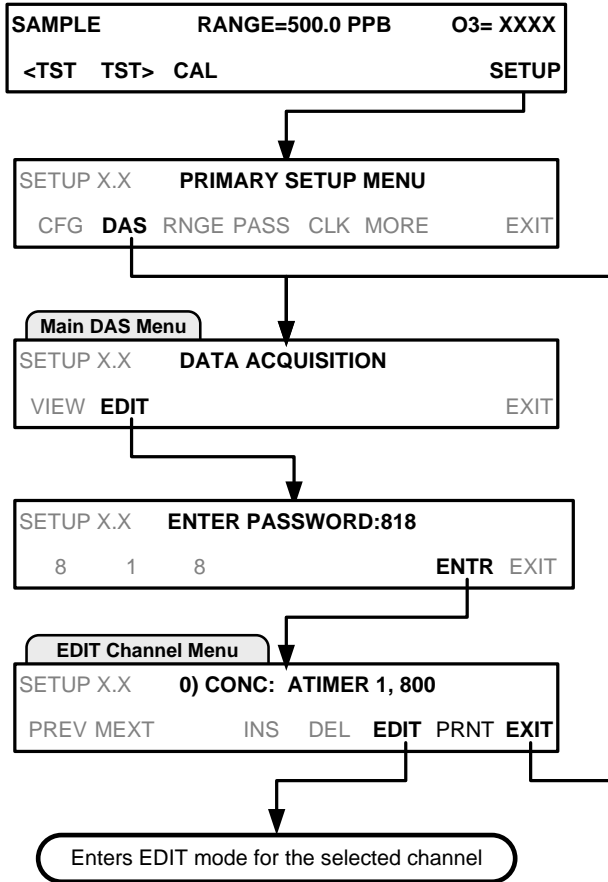 SAMPLE RANGE=500.0 PPB O3= XXXX
<TST TST> CAL SETUP
SETUP X.X PRIMARY SETUP MENU
CFG DAS RNGE PASS CLK MORE EXIT
Main DAS Menu
SETUP X.X DATA ACQUISITION
VIEW EDIT EXIT
SETUP X.X ENTER PASSWORD:818
8 1 8 ENTR EXIT
EDIT Channel Menu
SETUP X.X 0) CONC: ATIMER 1, 800
PREV MEXT INS DEL EDIT PRNT EXIT
Enters EDIT mode for the selected channel